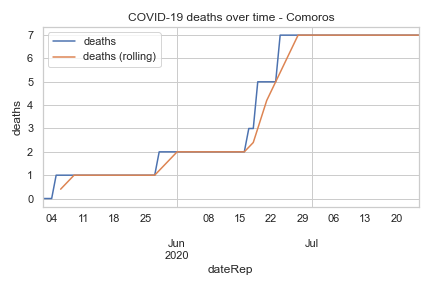 COVID-19 deaths over time - Comoros
deaths
deaths (rolling)
7
6
5
4
3
2
1
0
deaths
04 11 18 25 08 15 22 29 06 13 20
Jun Jul
2020
dateRep